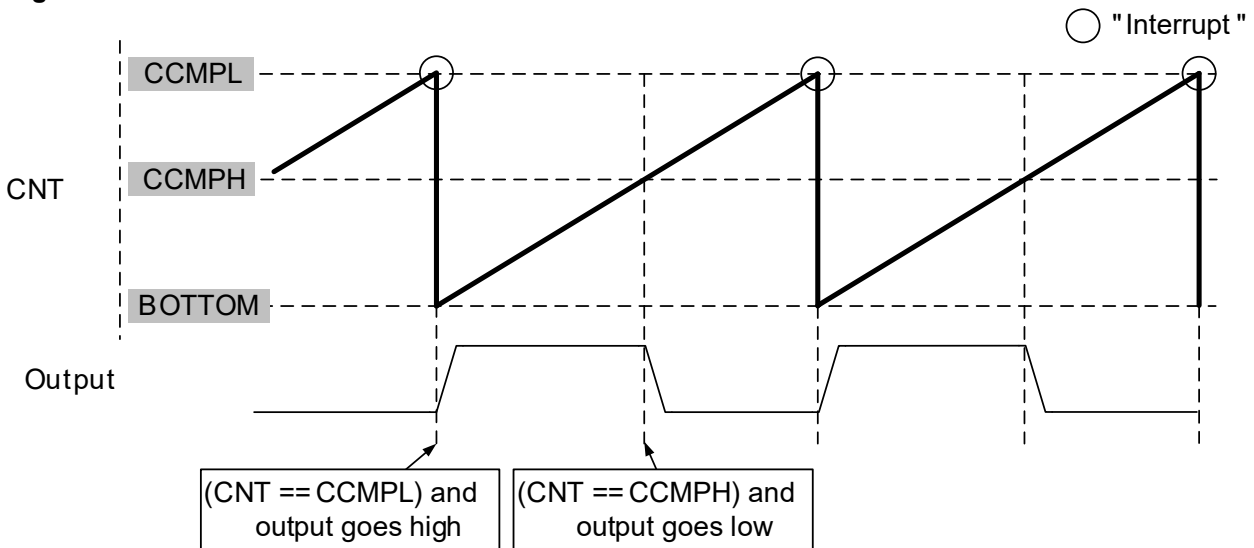 "Interrupt"
CCMPL
CCMPH
CNT
BOTTOM
Output
(CNT == CCMPL) and
output goes high
(CNT == CCMPH) and
output goes low